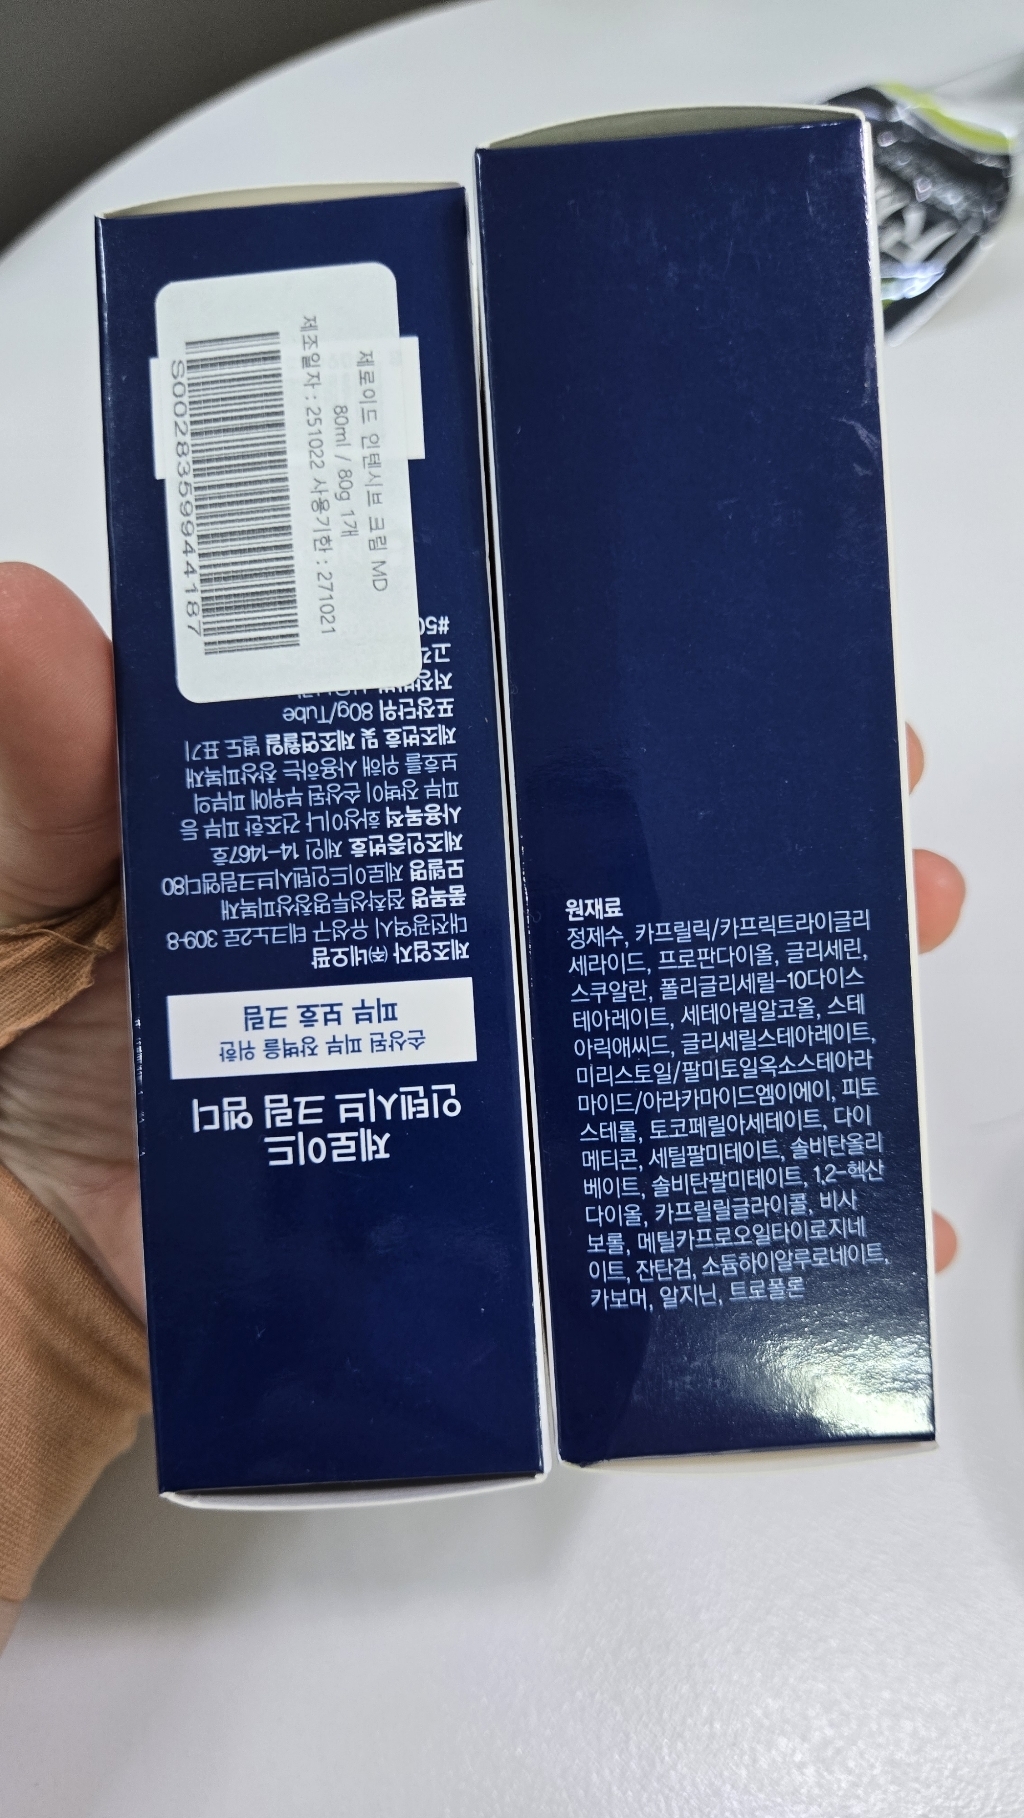 제로이드 인텐시브 크림 MD
80ml / 80g 1개
제조일자 : 251022 사용기한 : 271021
S0028359944187
제로이드
인텐시브 크림 엠디
손상된 피부 장벽을 위한
피부 보호 크림
제조업자 ㈜네오팜
대전광역시 유성구 테크노2로 309-8
품목명 점착성투명창상피복재
모델명 제로이드인텐시브크림엠디80
제조인증번호 제인 14-1467호
사용목적 화상이나 건조한 피부 등
피부 장벽이 손상된 부위에 피부의
보호를 위해 사용하는 창상피복재
제조번호 및 제조연월일 별도 표기
포장단위 80g/Tube
원재료
정제수, 카프릴릭/카프릭트라이글리
세라이드, 프로판다이올, 글리세린,
스쿠알란, 폴리글리세릴-10다이스
테아레이트, 세테아릴알코올, 스테
아릭애씨드, 글리세릴스테아레이트,
미리스토일/팔미토일옥소스테아라
마이드/아라카마이드엠이에이, 피토
스테롤, 토코페릴아세테이트, 다이
메티콘, 세틸팔미테이트, 솔비탄올리
베이트, 솔비탄팔미테이트, 1,2-헥산
다이올, 카프릴릴글라이콜, 비사
보롤, 메틸카프로오일타이로지네
이트, 잔탄검, 소듐하이알루로네이트,
카보머, 알지닌, 트로폴론